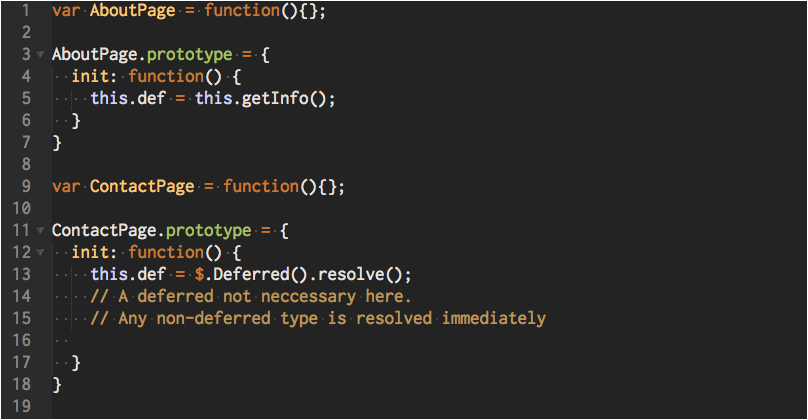 1 var AboutPage = function(){};
2
3 AboutPage.prototype = {
4 init: function() {
5 this.def = this.getInfo();
6 }
7 }
8
9 var ContactPage = function(){};
10
11 ContactPage.prototype = {
12 init: function() {
13 this.def = $.Deferred().resolve();
14 // A deferred not neccessary here.
15 // Any non-deferred type is resolved immediately
16
17 }
18 }
19